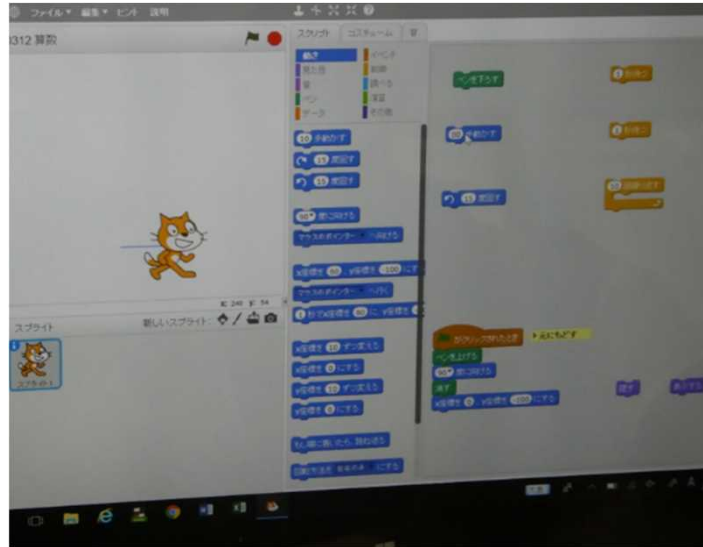 ファイル▼ 編集▼ ヒント 説明
0312 算数
スクリプト コスチューム 音
動き イベント
見た目 制御
音 調べる
ペン 演算
データ その他
10 歩動かす
15 度回す
15 度回す
90▼ 度に向ける
マウスのポインター へ向ける
x座標を 60 、y座標を -100 にす
マウスのポインター へ行く
1 秒でx座標を 60 に、y座標を
x座標を 10 ずつ変える
x座標を 0 にする
y座標を 10 ずつ変える
y座標を 0 にする
もし端に着いたら、跳ね返る
回転方法を 左右のみ にする
X: 240 y: 54
スプライト 新しいスプライト:
スプライト1
ペンを下ろす
1 秒待つ
80 歩動かす
1 秒待つ
15 度回す
10 回繰り返す
がクリックされたとき
元にもどす
ペンを上げる
90▼ 度に向ける
消す
x座標を 0 、y座標を -100 にする
隠す
表示する